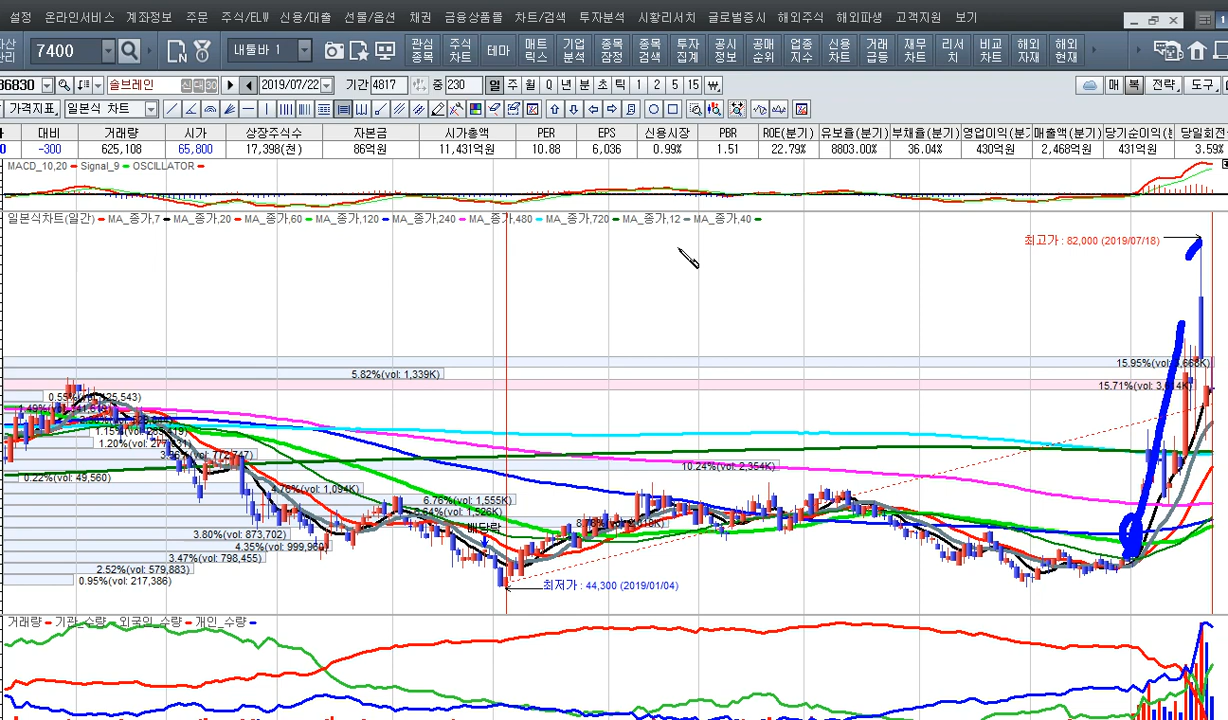 설정 온라인서비스 계좌정보 주문 주식/ELW 신용/대출 선물/옵션 채권 금융상품몰 차트/검색 투자분석 시황리서치 글로벌증시 해외주식 해외파생 고객지원 보기
자산 관리 7400 내툴바 1 관심 종목 주식 차트 테마 매트 릭스 기업 분석 종목 잠정 종목 검색 투자 집계 공시 정보 공매 순위 업종 지수 신용 차트 거래 급등 재무 차트 리서 치 비교 차트 해외 자재 해외 현재
36830 솔브레인 2019/07/22 기간 4817 중 230 일 주 월 Q 년 분 초 틱 1 2 5 15 매 복 전략 도구
가격지표 일본식 차트
대비 거래량 시가 상장주식수 자본금 시가총액 PER EPS 신용시장 PBR ROE(분기) 유보율(분기) 부채율(분기) 영업이익(분기 매출액(분기) 당기순이익(분 당일회전
0 -300 625,108 65,800 17,398(천) 86억원 11,431억원 10.88 6,036 0.99% 1.51 22.79% 8803.00% 36.04% 430억원 2,468억원 431억원 3.59%
MACD_10,20 Signal_9 OSCILLATOR
일본식차트(일간) MA_종가,7 MA_종가,20 MA_종가,60 MA_종가,120 MA_종가,240 MA_종가,480 MA_종가,720 MA_종가,12 MA_종가,40
최고가 : 82,000 (2019/07/18)
5.82%(vol: 1,339K)
15.71%(vol:
0.22%(vol: 49,560)
10.24%(vol: 2,354K)
4.76%(vol: 1,094K)
6.76%(vol: 1,555K)
배당락
3.80%(vol: 873,702)
3.47%(vol: 798,455)
2.52%(vol: 579,883)
0.95%(vol: 217,386)
최저가 : 44,300 (2019/01/04)
거래량 기관_수량 외국인_수량 개인_수량